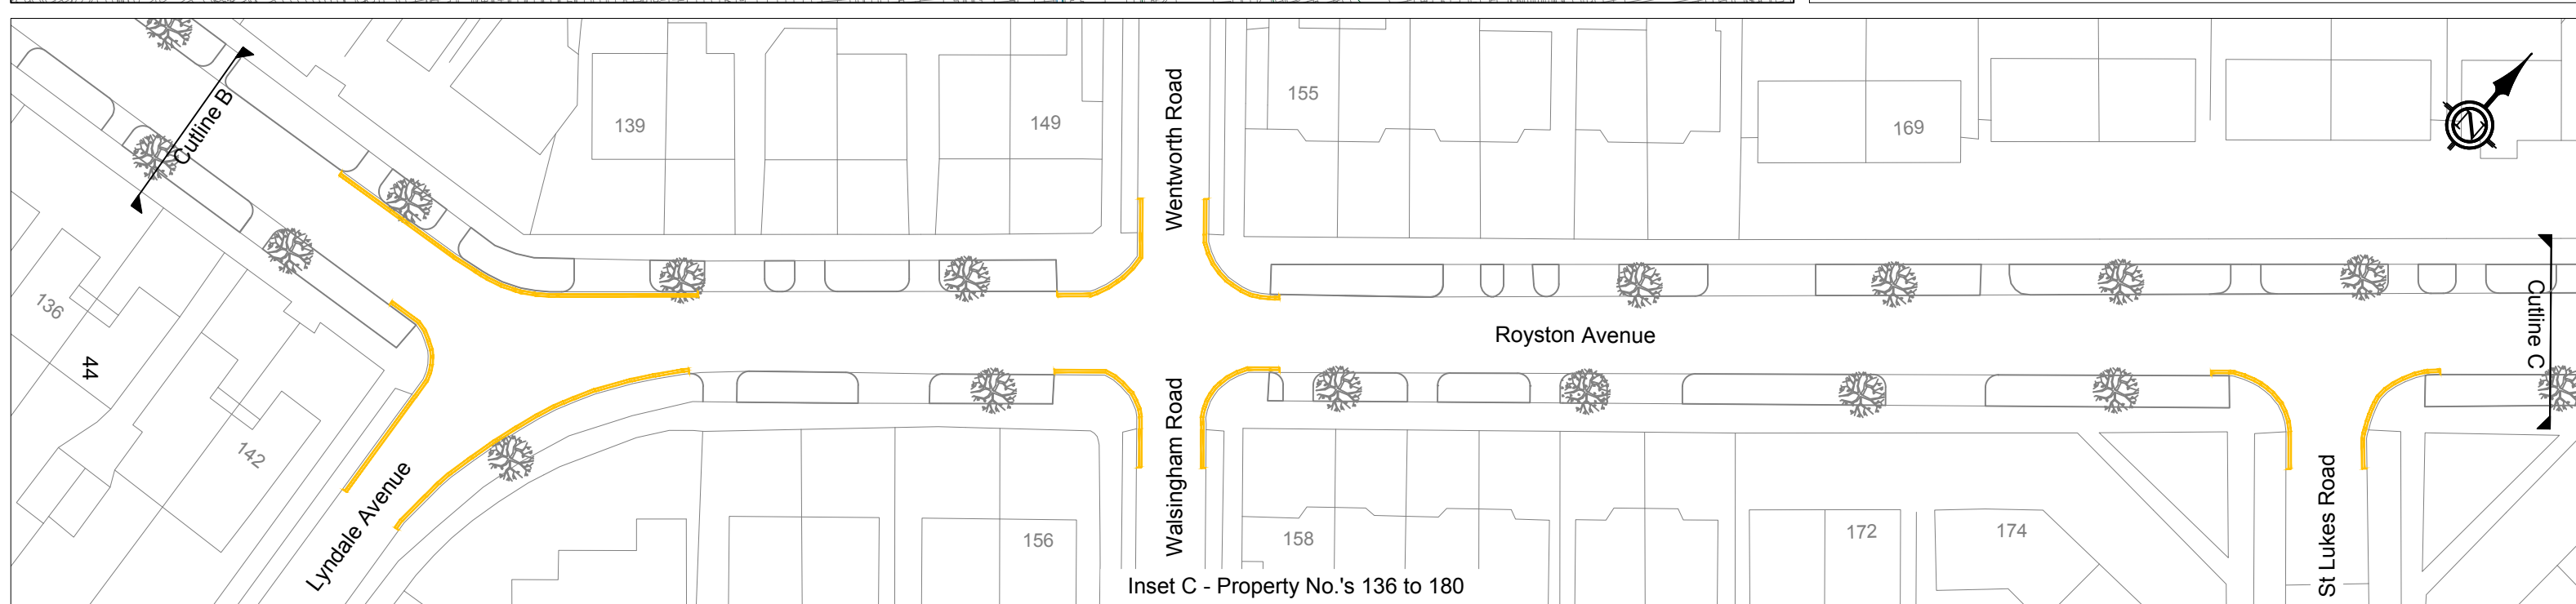 Cutline B
139
149
Wentworth Road
155
169
N
136
44
142
Royston Avenue
Cutline C
Lyndale Avenue
156
Walsingham Road
158
172
174
St Lukes Road
Inset C - Property No.'s 136 to 180